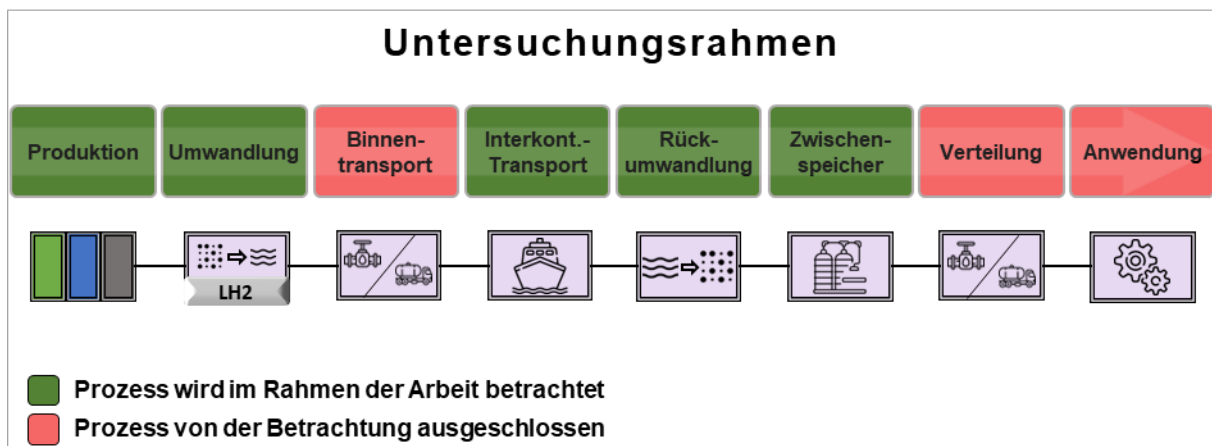 Untersuchungsrahmen
Produktion
Umwandlung
Binnen-
transport
Interkont.-
Transport
Rück-
umwandlung
Zwischen-
speicher
Verteilung
Anwendung
LH2
Prozess wird im Rahmen der Arbeit betrachtet
Prozess von der Betrachtung ausgeschlossen